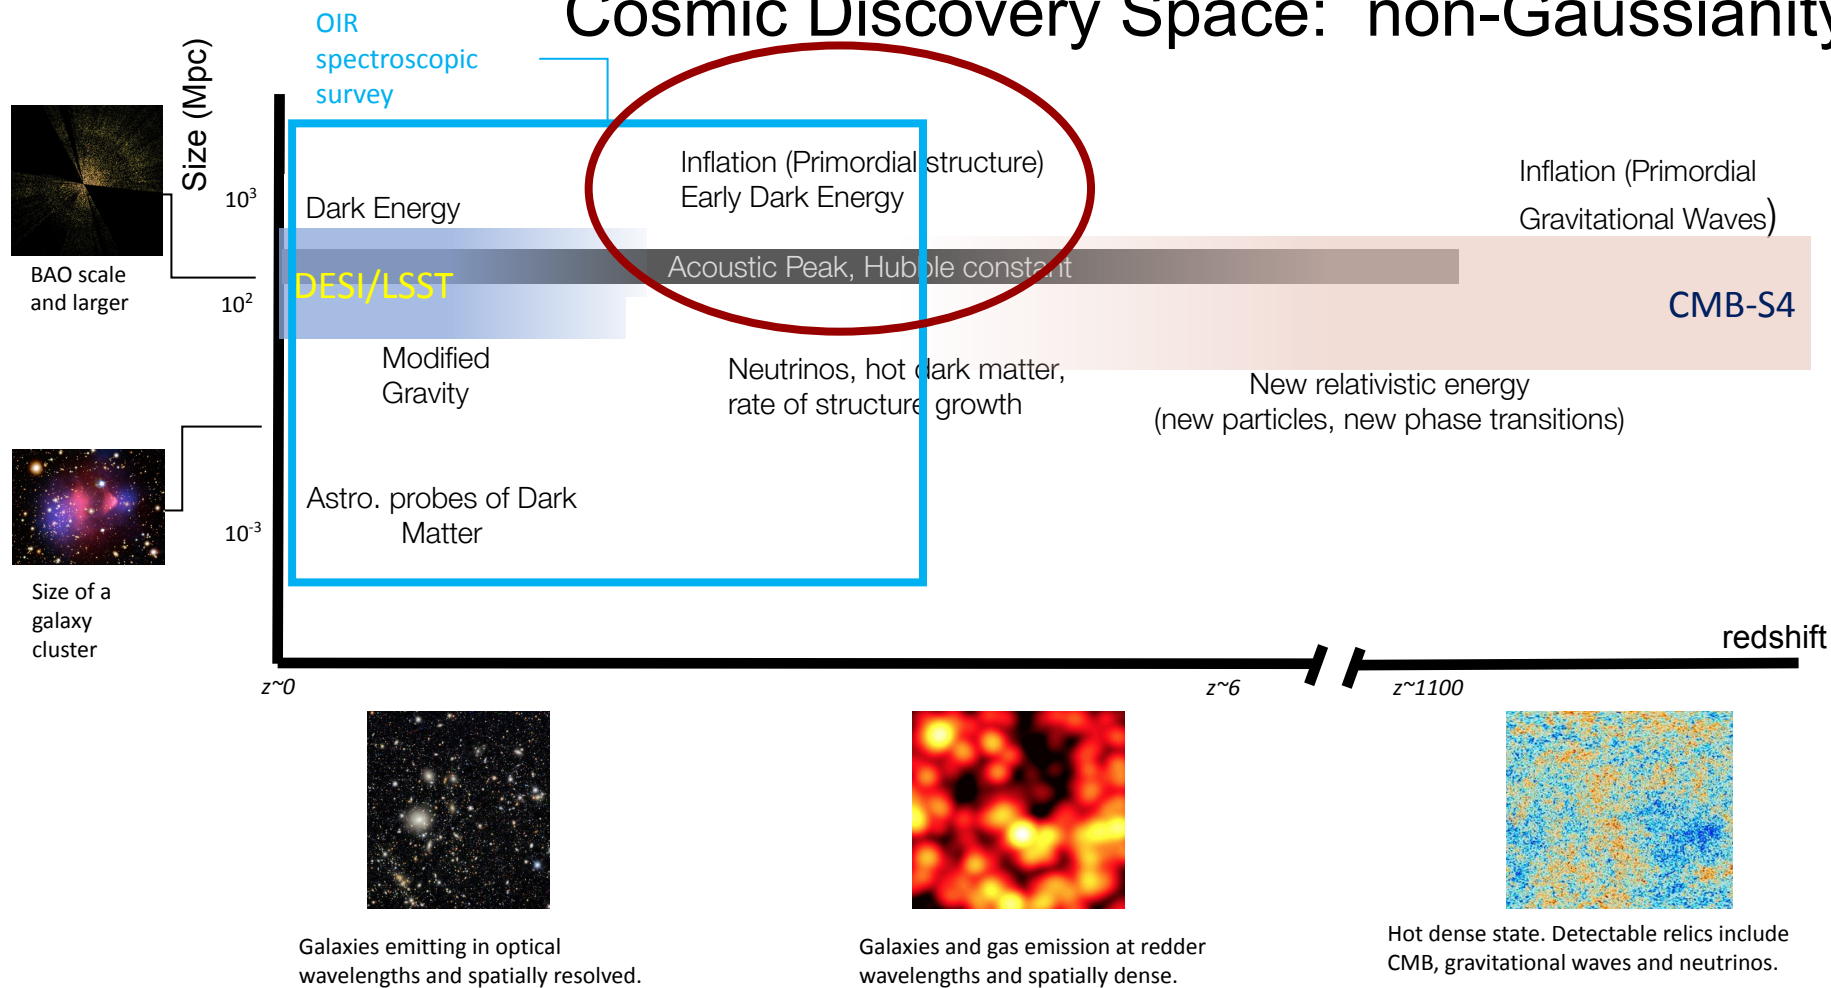 Cosmic Discovery Space: non-Gaussianity
OIR
spectroscopic
survey
Size (Mpc)
Inflation (Primordial structure)
Early Dark Energy
Inflation (Primordial
Gravitational Waves)
10³
Dark Energy
Acoustic Peak, Hubble constant
DESI/LSST
CMB-S4
BAO scale
and larger
10²
Modified
Gravity
Neutrinos, hot dark matter,
rate of structure growth
New relativistic energy
(new particles, new phase transitions)
Astro. probes of Dark
Matter
10⁻³
Size of a
galaxy
cluster
redshift
z~0
z~6
z~1100
Galaxies emitting in optical
wavelengths and spatially resolved.
Galaxies and gas emission at redder
wavelengths and spatially dense.
Hot dense state. Detectable relics include
CMB, gravitational waves and neutrinos.